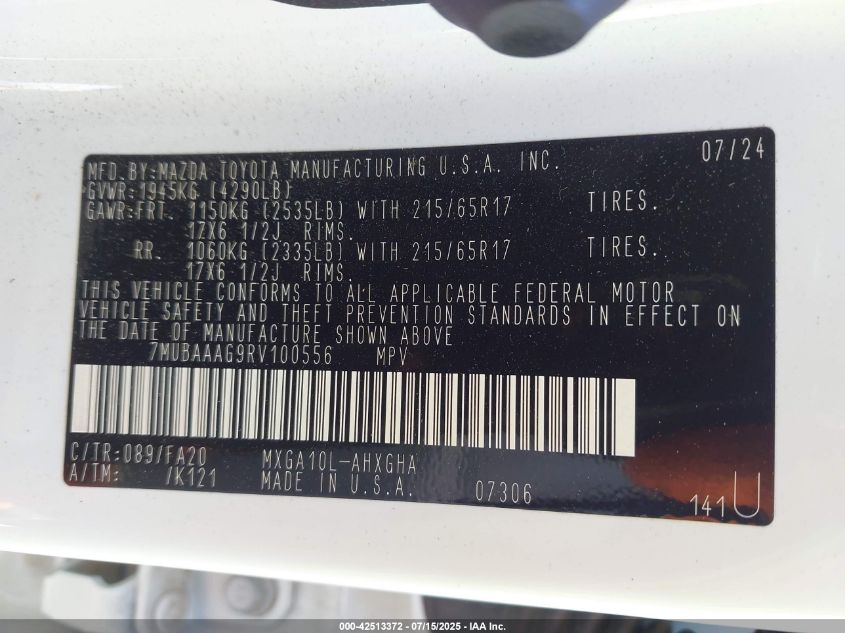 MFD.BY:MAZDA TOYOTA MANUFACTURING U.S.A. INC. 07/24
GVWR:1945KG (4290LB)
GAWR:FRT. 1150KG (2535LB) WITH 215/65R17 TIRES.
17X6 1/2J RIMS.
RR. 1060KG (2335LB) WITH 215/65R17 TIRES.
17X6 1/2J RIMS.
THIS VEHICLE CONFORMS TO ALL APPLICABLE FEDERAL MOTOR
VEHICLE SAFETY AND THEFT PREVENTION STANDARDS IN EFFECT ON
THE DATE OF MANUFACTURE SHOWN ABOVE
7MUBAAAG9RV100556 MPV
C/TR:089/FA20 MXGA10L-AHXGHA
A/TM: /K121 MADE IN U.S.A. 07306 141U
000-42513372 - 07/15/2025 - IAA Inc.